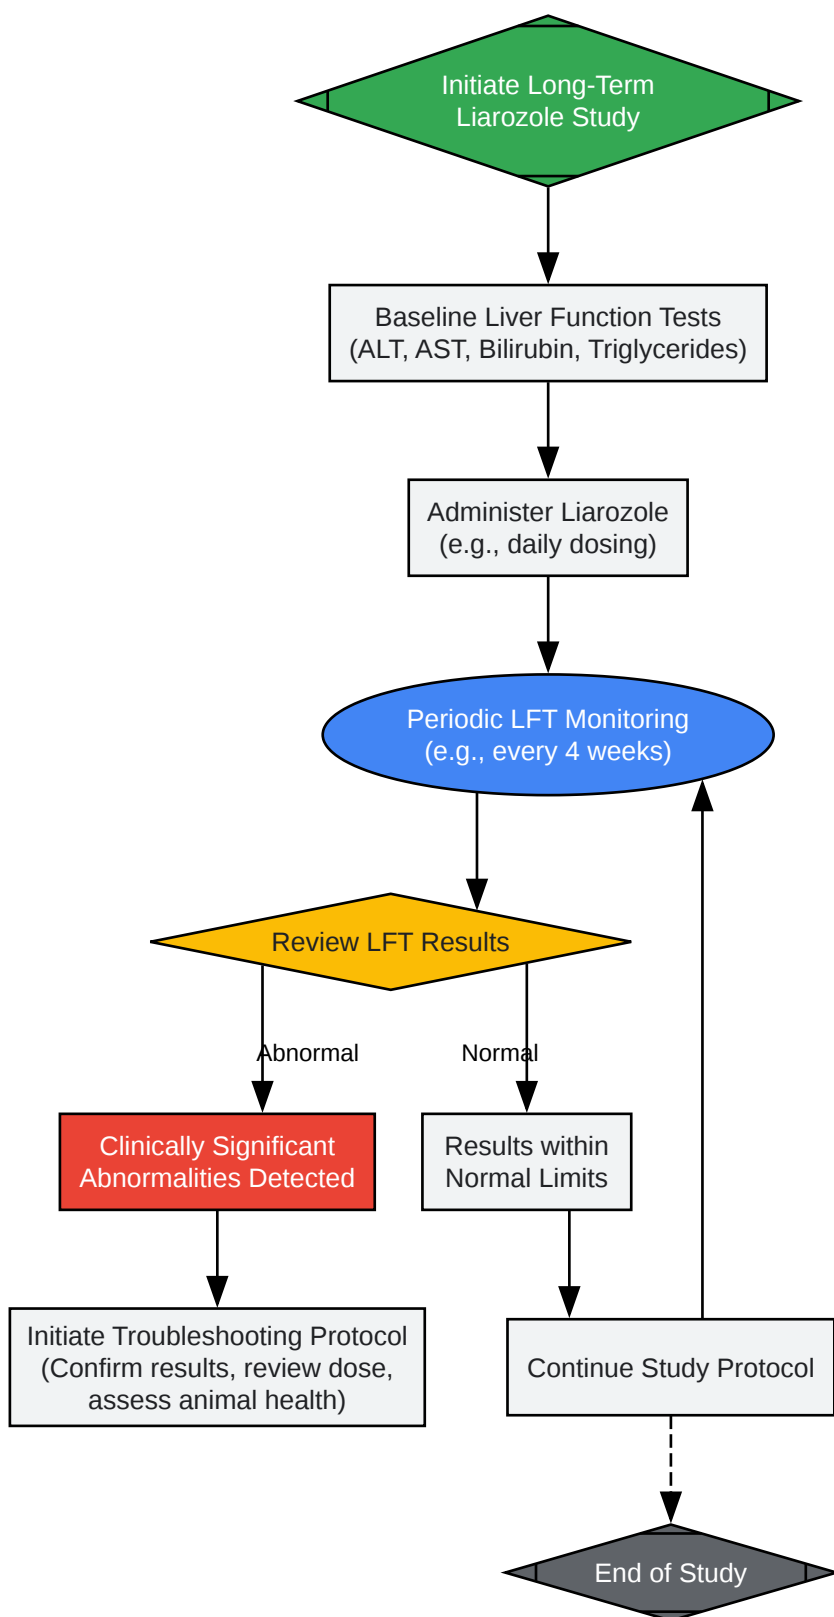 Initiate Long-Term
Liarozole Study
Baseline Liver Function Tests
(ALT, AST, Bilirubin, Triglycerides)
Administer Liarozole
(e.g., daily dosing)
Periodic LFT Monitoring
(e.g., every 4 weeks)
Review LFT Results
Abnormal
Normal
Clinically Significant
Abnormalities Detected
Results within
Normal Limits
Initiate Troubleshooting Protocol
(Confirm results, review dose,
assess animal health)
Continue Study Protocol
End of Study